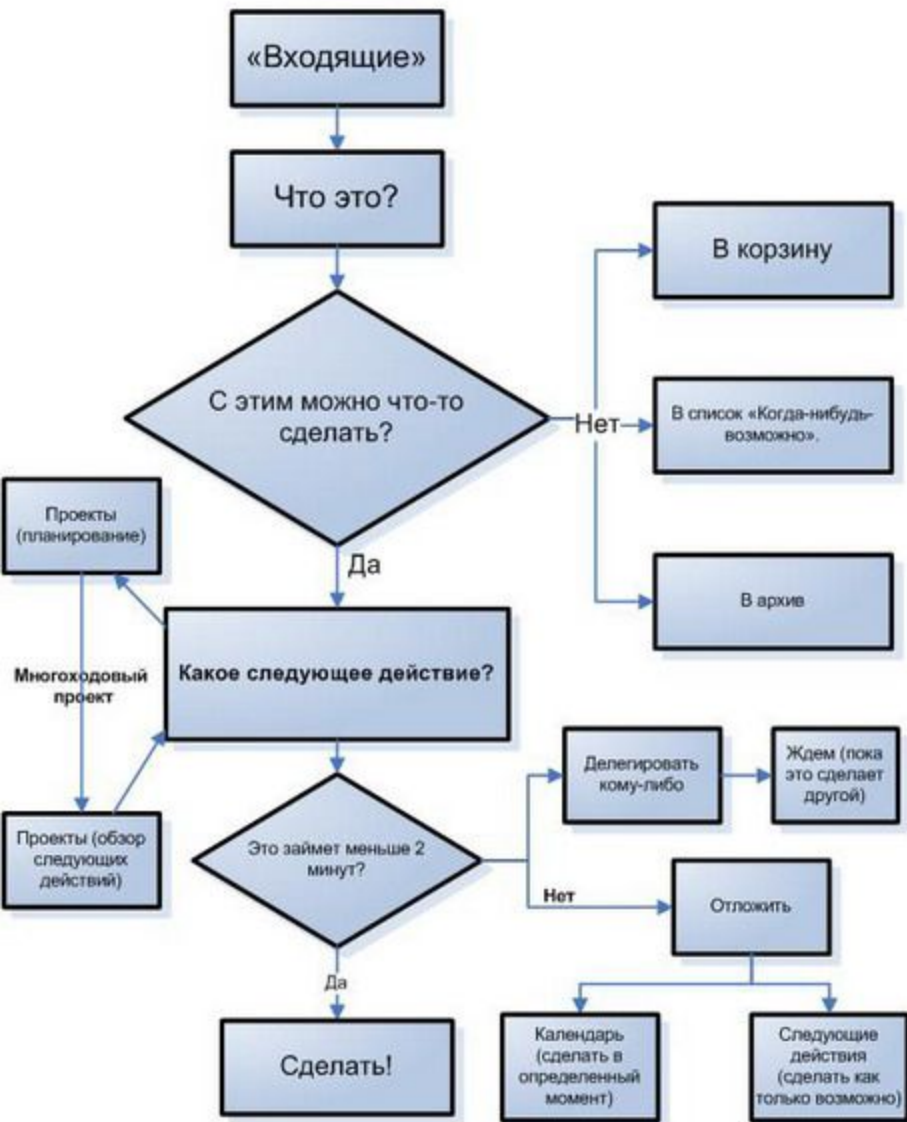 «Входящие»
Что это?
С этим можно что-то
сделать?
Нет
В корзину
В список «Когда-нибудь-
возможно».
В архив
Да
Проекты
(планирование)
Многоходовый
проект
Проекты (обзор
следующих
действий)
Какое следующее действие?
Это займет меньше 2
минут?
Делегировать
кому-либо
Ждем (пока
это сделает
другой)
Нет
Отложить
Да
Сделать!
Календарь
(сделать в
определенный
момент)
Следующие
действия
(сделать как
только возможно)